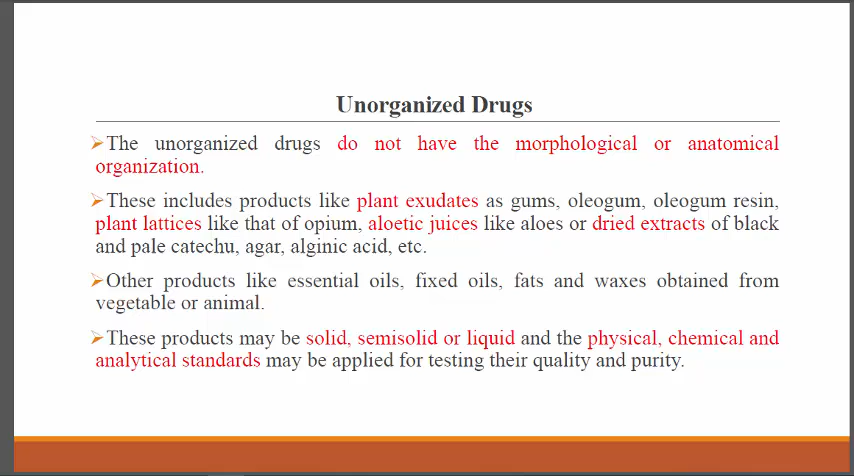 Unorganized Drugs
The unorganized drugs do not have the morphological or anatomical
organization.
These includes products like plant exudates as gums, oleogum, oleogum resin,
plant lattices like that of opium, aloetic juices like aloes or dried extracts of black
and pale catechu, agar, alginic acid, etc.
Other products like essential oils, fixed oils, fats and waxes obtained from
vegetable or animal.
These products may be solid, semisolid or liquid and the physical, chemical and
analytical standards may be applied for testing their quality and purity.